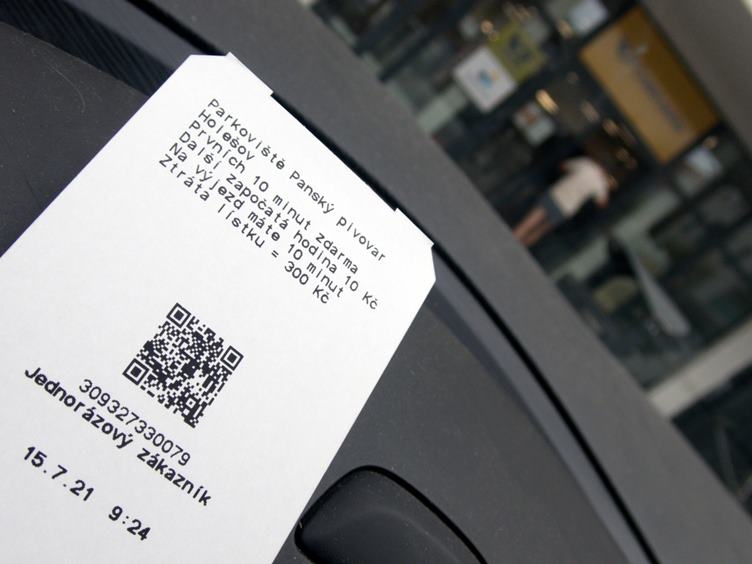 Parkoviště Panský pivovar
Holešov
Prvních 10 minut zdarma
Další započatá hodina 10 Kč
Na výjezd máte 10 minut
Ztráta lístku = 300 Kč
309327330079
Jednorázový zákazník
15.7.21 9:24